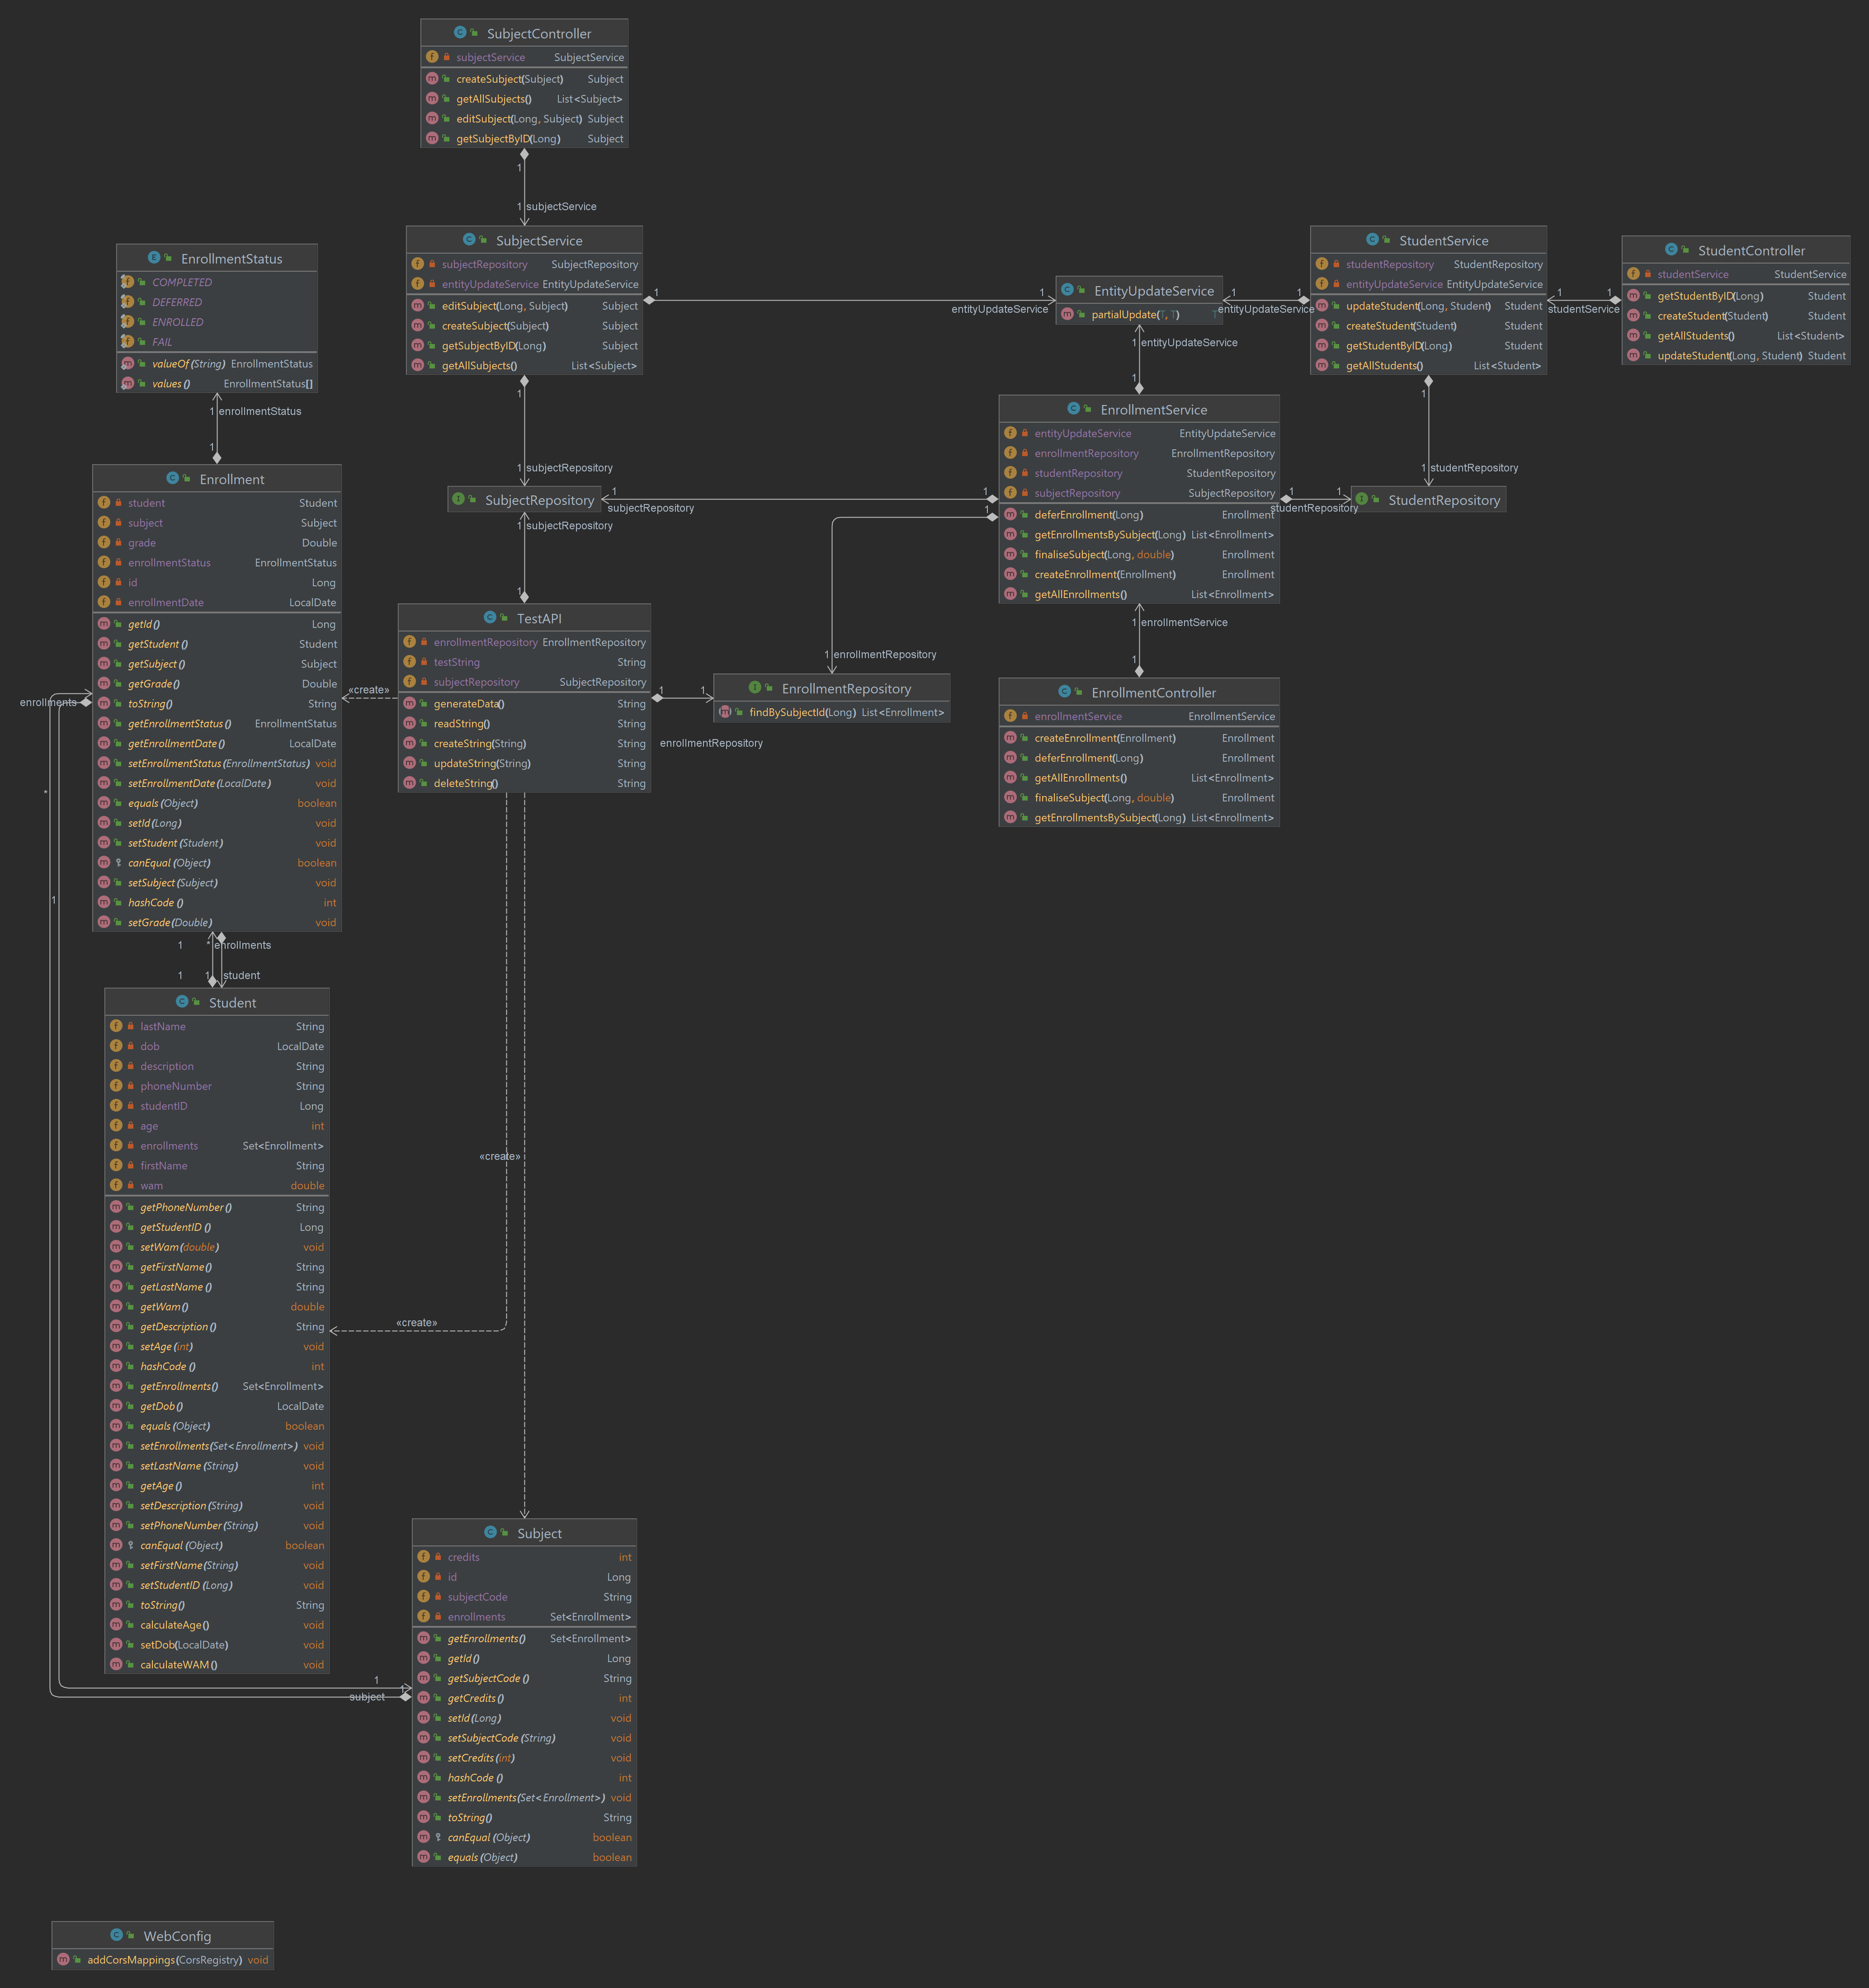 SubjectController
subjectService SubjectService
createSubject(Subject) Subject
getAllSubjects() List<Subject>
editSubject(Long, Subject) Subject
getSubjectByID(Long) Subject
1
1 subjectService
EnrollmentStatus
COMPLETED
DEFERRED
ENROLLED
FAIL
valueOf(String) EnrollmentStatus
values() EnrollmentStatus[]
1 enrollmentStatus
1
SubjectService
subjectRepository SubjectRepository
entityUpdateService EntityUpdateService
editSubject(Long, Subject) Subject
createSubject(Subject) Subject
getSubjectByID(Long) Subject
getAllSubjects() List<Subject>
1
1
entityUpdateService
1
1 subjectRepository
EntityUpdateService
partialUpdate(T, T) T
1 entityUpdateService
1
1
1
entityUpdateService
StudentService
studentRepository StudentRepository
entityUpdateService EntityUpdateService
updateStudent(Long, Student) Student
createStudent(Student) Student
getStudentByID(Long) Student
getAllStudents() List<Student>
1
1
studentService
1
1 studentRepository
StudentController
studentService StudentService
getStudentByID(Long) Student
createStudent(Student) Student
getAllStudents() List<Student>
updateStudent(Long, Student) Student
EnrollmentService
entityUpdateService EntityUpdateService
enrollmentRepository EnrollmentRepository
studentRepository StudentRepository
subjectRepository SubjectRepository
deferEnrollment(Long) Enrollment
getEnrollmentsBySubject(Long) List<Enrollment>
finaliseSubject(Long, double) Enrollment
createEnrollment(Enrollment) Enrollment
getAllEnrollments() List<Enrollment>
1
1
studentRepository
StudentRepository
SubjectRepository
1
1
subjectRepository
1 subjectRepository
1
1
1 enrollmentRepository
1 enrollmentService
1
Enrollment
student Student
subject Subject
grade Double
enrollmentStatus EnrollmentStatus
id Long
enrollmentDate LocalDate
getId() Long
getStudent() Student
getSubject() Subject
getGrade() Double
toString() String
getEnrollmentStatus() EnrollmentStatus
getEnrollmentDate() LocalDate
setEnrollmentStatus(EnrollmentStatus) void
setEnrollmentDate(LocalDate) void
equals(Object) boolean
setId(Long) void
setStudent(Student) void
canEqual(Object) boolean
setSubject(Subject) void
hashCode() int
setGrade(Double) void
enrollments
*
1
«create»
TestAPI
enrollmentRepository EnrollmentRepository
testString String
subjectRepository SubjectRepository
generateData() String
readString() String
createString(String) String
updateString(String) String
deleteString() String
1
1
enrollmentRepository
EnrollmentRepository
findBySubjectId(Long) List<Enrollment>
EnrollmentController
enrollmentService EnrollmentService
createEnrollment(Enrollment) Enrollment
deferEnrollment(Long) Enrollment
getAllEnrollments() List<Enrollment>
finaliseSubject(Long, double) Enrollment
getEnrollmentsBySubject(Long) List<Enrollment>
1 * enrollments
1 1 student
Student
lastName String
dob LocalDate
description String
phoneNumber String
studentID Long
age int
enrollments Set<Enrollment>
firstName String
wam double
getPhoneNumber() String
getStudentID() Long
setWam(double) void
getFirstName() String
getLastName() String
getWam() double
getDescription() String
setAge(int) void
hashCode() int
getEnrollments() Set<Enrollment>
getDob() LocalDate
equals(Object) boolean
setEnrollments(Set<Enrollment>) void
setLastName(String) void
getAge() int
setDescription(String) void
setPhoneNumber(String) void
canEqual(Object) boolean
setFirstName(String) void
setStudentID(Long) void
toString() String
calculateAge() void
setDob(LocalDate) void
calculateWAM() void
«create»
«create»
1
1
subject
Subject
credits int
id Long
subjectCode String
enrollments Set<Enrollment>
getEnrollments() Set<Enrollment>
getId() Long
getSubjectCode() String
getCredits() int
setId(Long) void
setSubjectCode(String) void
setCredits(int) void
hashCode() int
setEnrollments(Set<Enrollment>) void
toString() String
canEqual(Object) boolean
equals(Object) boolean
WebConfig
addCorsMappings(CorsRegistry) void